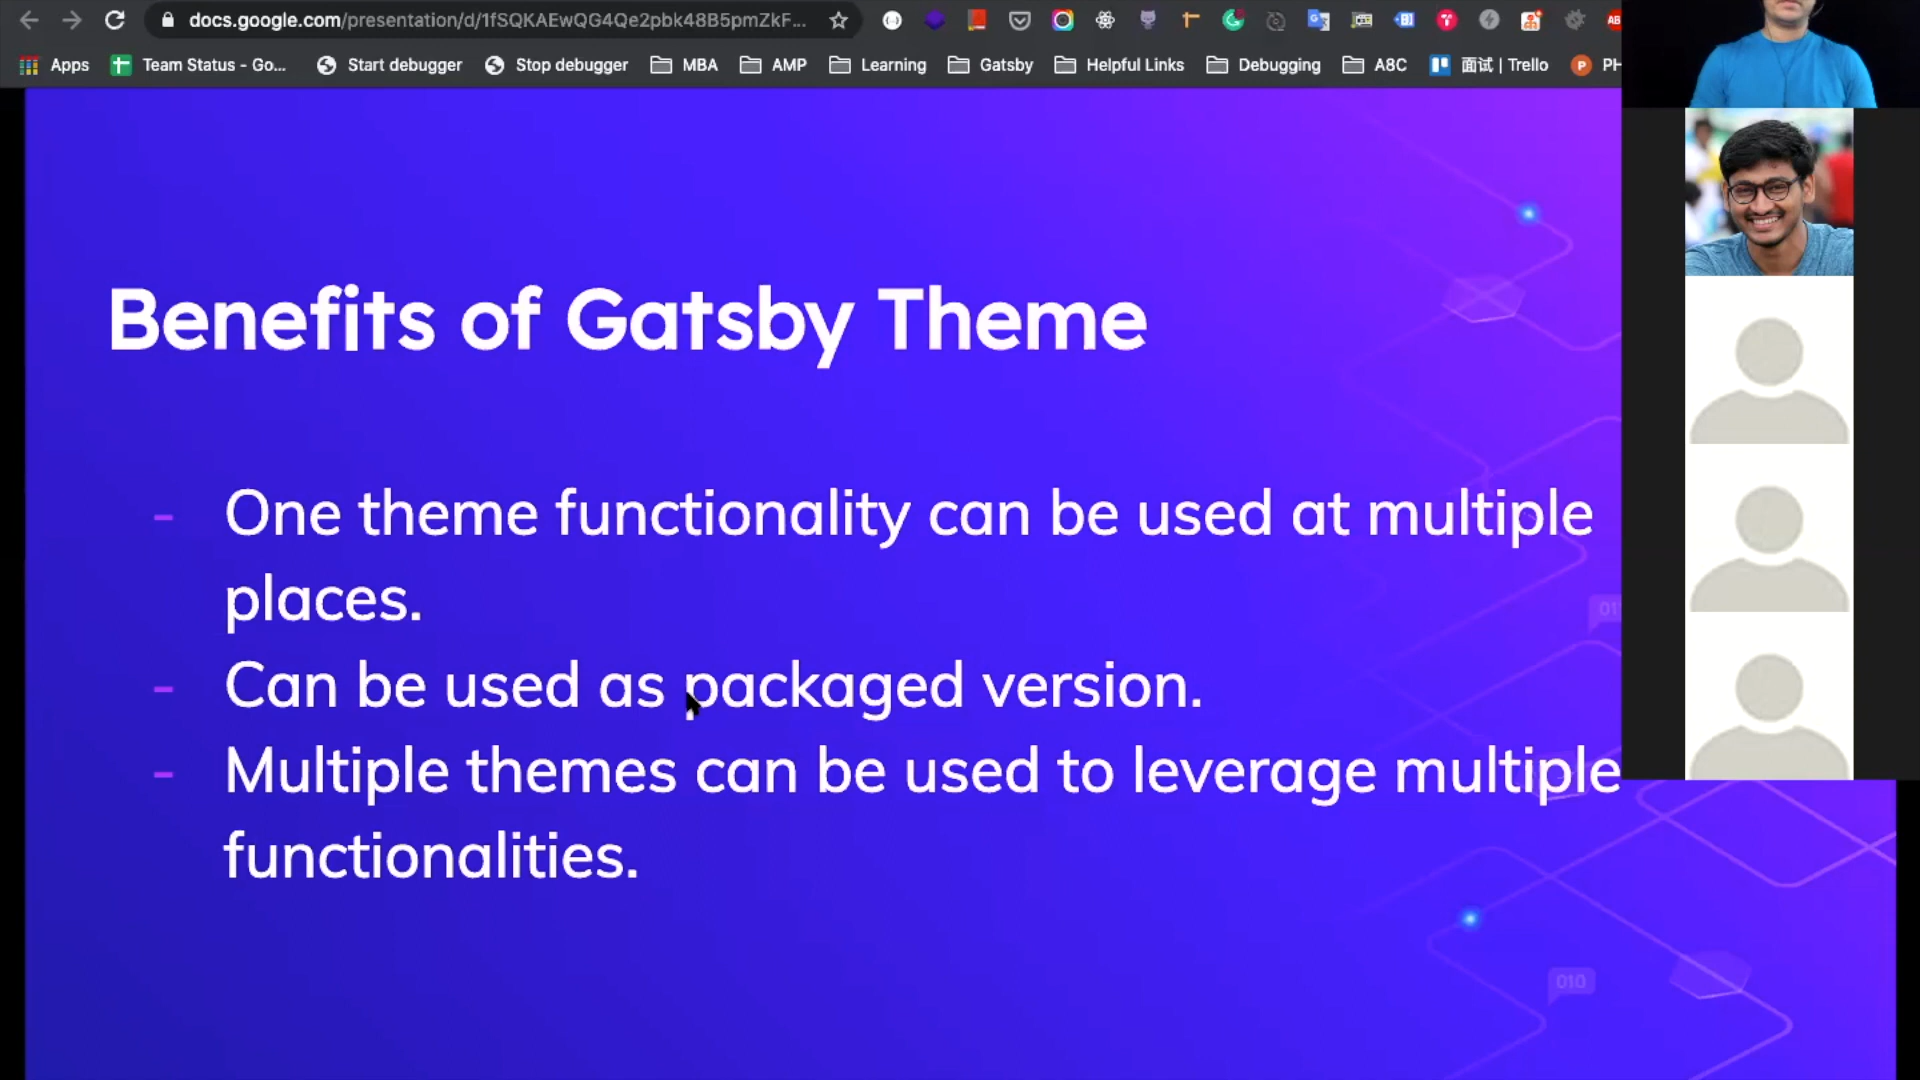 docs.google.com/presentation/d/1fSQKAEwQG4Qe2pbk48B5pmZkF...
Apps Team Status - Go... Start debugger Stop debugger MBA AMP Learning Gatsby Helpful Links Debugging A8C 面试 | Trello PH
Benefits of Gatsby Theme
- One theme functionality can be used at multiple
places.
- Can be used as packaged version.
- Multiple themes can be used to leverage multiple
functionalities.
010